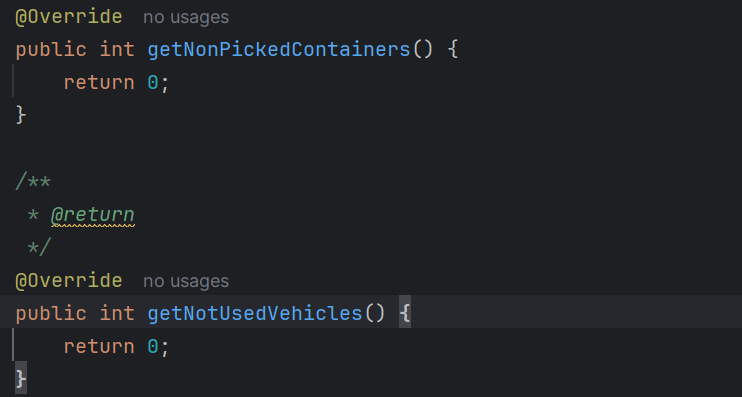 @Override no usages
public int getNonPickedContainers() {
return 0;
}
/**
* @return
*/
@Override no usages
public int getNotUsedVehicles() {
return 0;
}